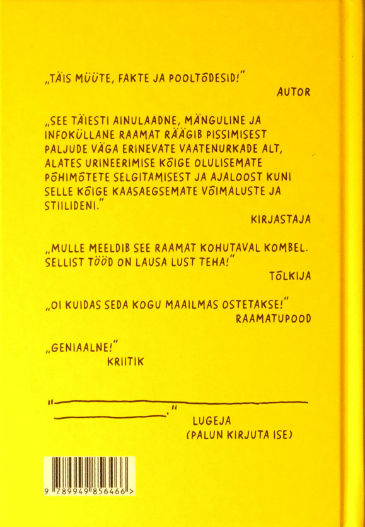 „TÄIS MÜÜTE, FAKTE JA POOLTÕDESID!"
AUTOR
„SEE TÄIESTI AINULAADNE, MÄNGULINE JA
INFOKÜLLANE RAAMAT RÄÄGIB PISSIMISEST
PALJUDE VÄGA ERINEVATE VAATENURKADE ALT,
ALATES URINEERIMISE KÕIGE OLULISEMATE
PÕHIMÕTETE SELGITAMISEST JA AJALOOST KUNI
SELLE KÕIGE KAASAEGSEMATE VÕIMALUSTE JA
STIILIDENI."
KIRJASTAJA
„MULLE MEELDIB SEE RAAMAT KOHUTAVAL KOMBEL.
SELLIST TÖÖD ON LAUSA LUST TEHA!"
TÕLKIJA
„OI KUIDAS SEDA KOGU MAAILMAS OSTETAKSE!"
RAAMATUPOOD
„GENIAALNE!"
KRIITIK
"____________________
____________."
LUGEJA
(PALUN KIRJUTA ISE)
9 789949 856466 >